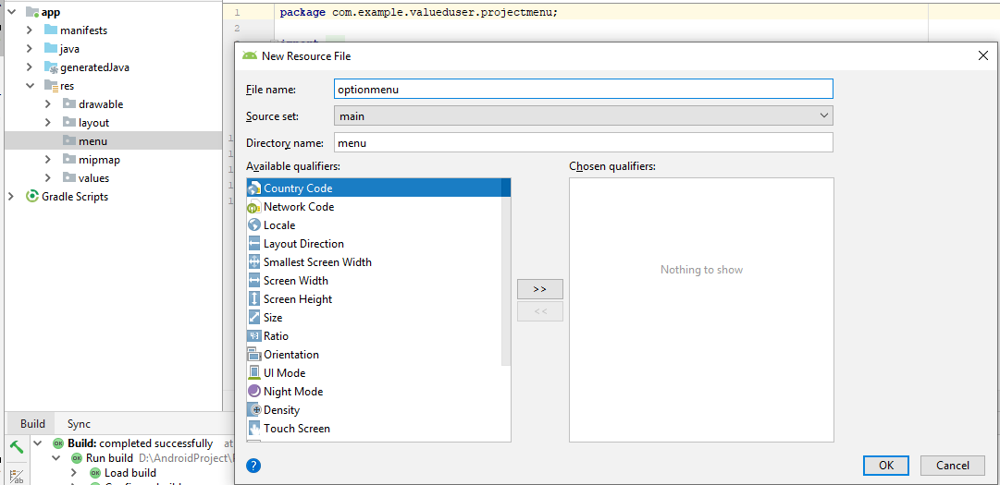 app
manifests
java
generatedJava
res
drawable
layout
menu
mipmap
values
Gradle Scripts
1
package com.example.valueduser.projectmenu;
2
New Resource File
File name:
optionmenu
Source set:
main
Directory name:
menu
Available qualifiers:
Chosen qualifiers:
Country Code
Network Code
Locale
Layout Direction
Smallest Screen Width
Screen Width
Screen Height
Size
Ratio
Orientation
UI Mode
Night Mode
Density
Touch Screen
Nothing to show
>>
<<
OK
Cancel
Build Sync
Build: completed successfully at
Run build D:\AndroidProject\
Load build